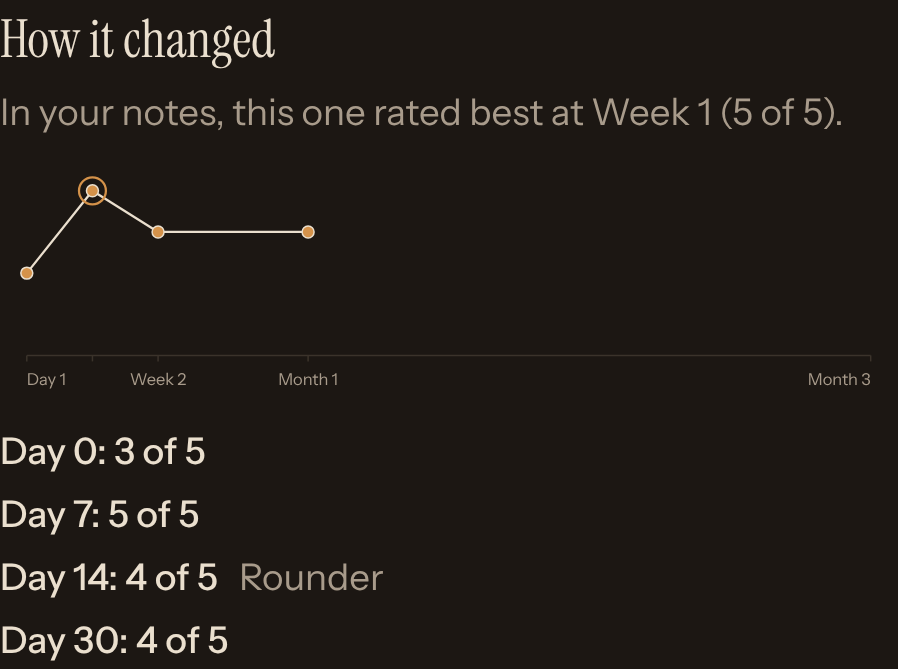 How it changed
In your notes, this one rated best at Week 1 (5 of 5).
Day 1 Week 2 Month 1 Month 3
Day 0: 3 of 5
Day 7: 5 of 5
Day 14: 4 of 5 Rounder
Day 30: 4 of 5